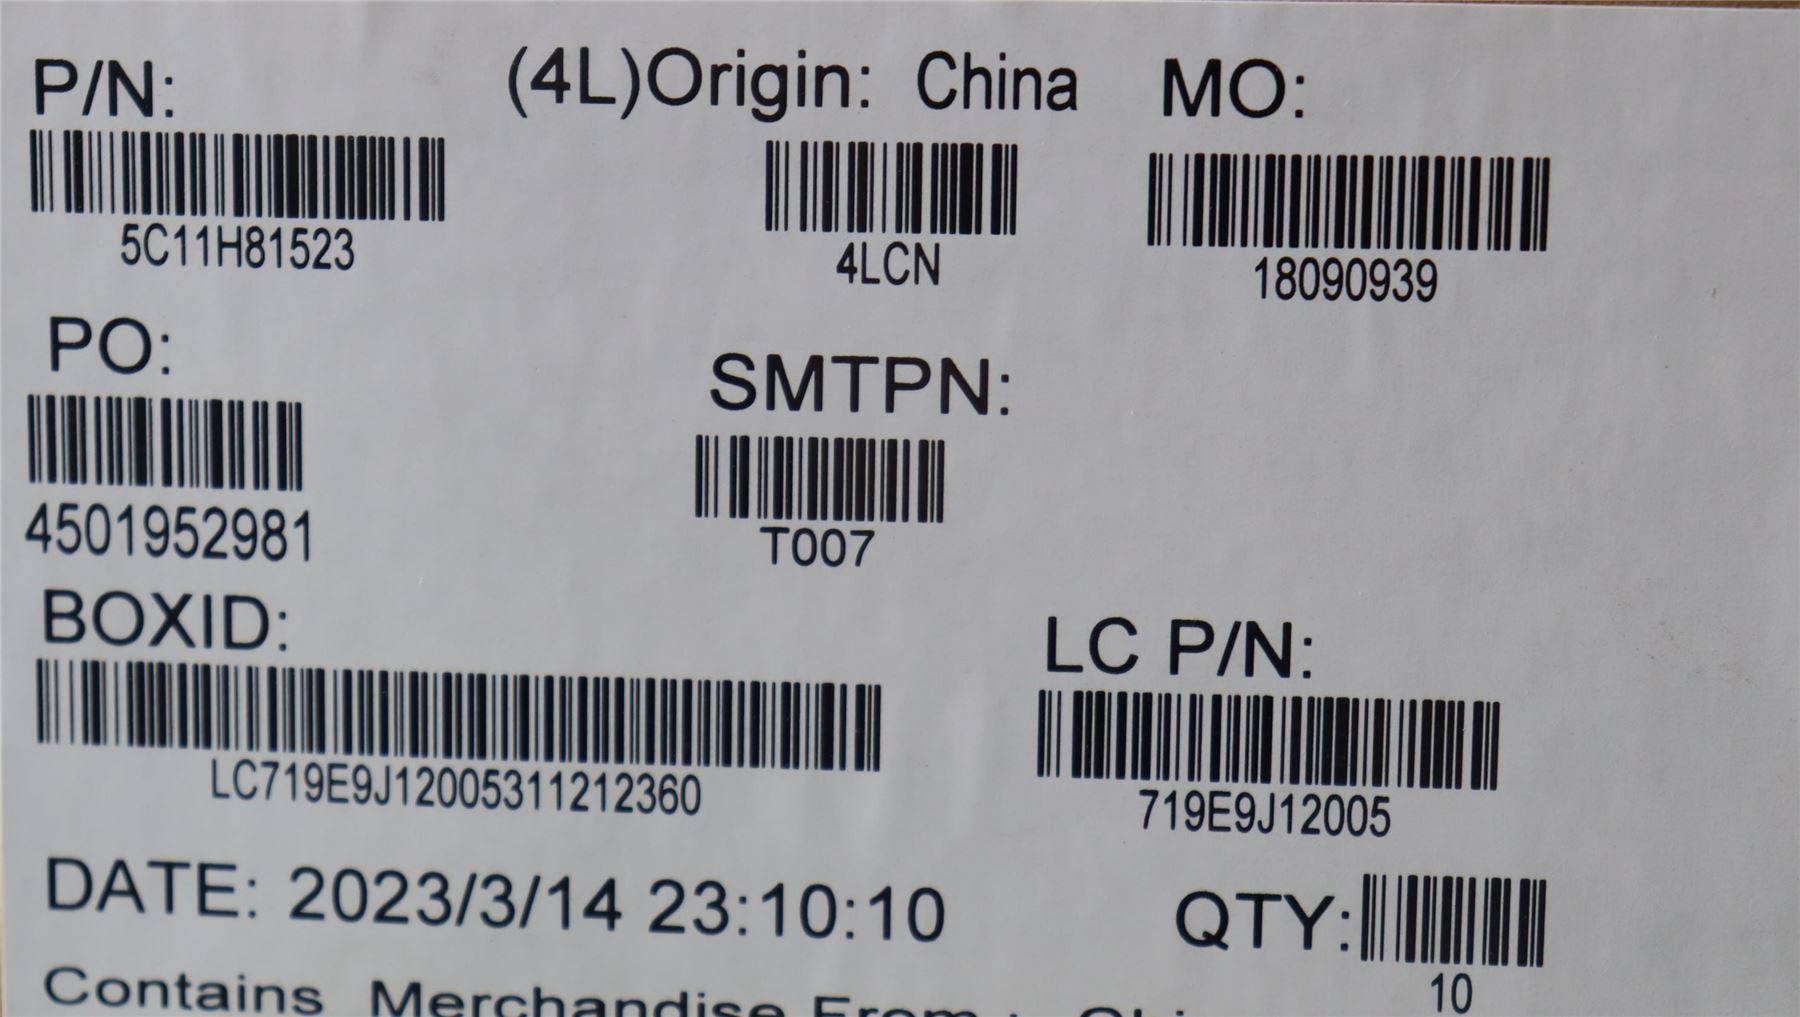 P/N:
(4L)Origin: China
MO:
5C11H81523
4LCN
18090939
PO:
SMTPN:
4501952981
T007
BOXID:
LC P/N:
LC719E9J12005311212360
719E9J12005
DATE: 2023/3/14 23:10:10
QTY:
10
Contains Merchandise From :